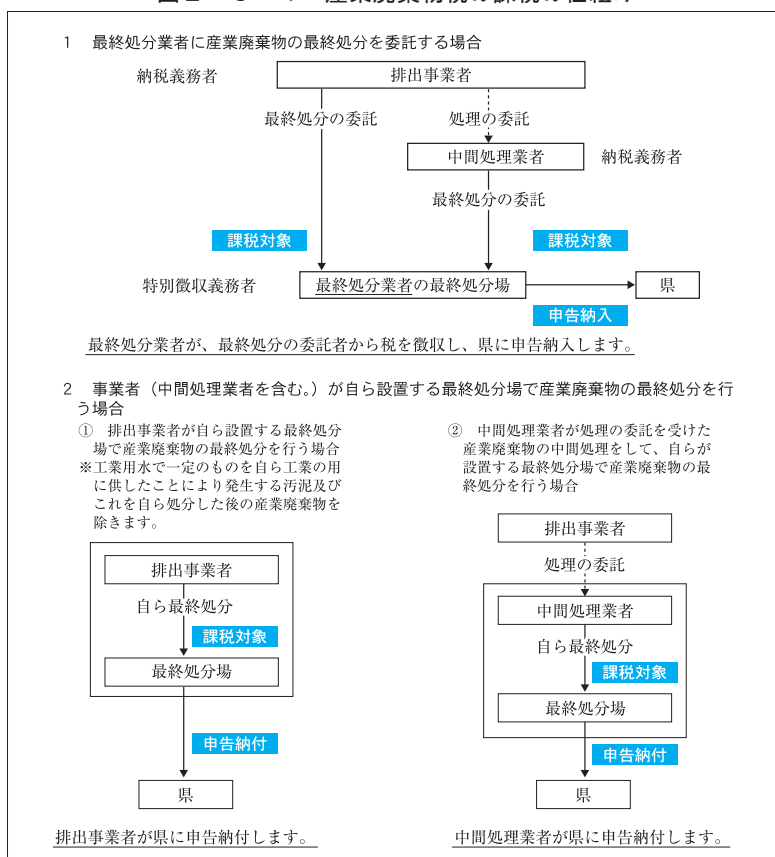 1　最終処分業者に産業廃棄物の最終処分を委託する場合
納税義務者
排出事業者
最終処分の委託
処理の委託
中間処理業者
納税義務者
最終処分の委託
課税対象
課税対象
特別徴収義務者
最終処分業者の最終処分場
県
申告納入
最終処分業者が、最終処分の委託者から税を徴収し、県に申告納入します。
2　事業者（中間処理業者を含む。）が自ら設置する最終処分場で産業廃棄物の最終処分を行
う場合
①　排出事業者が自ら設置する最終処分
場で産業廃棄物の最終処分を行う場合
※工業用水で一定のものを自ら工業の用
に供したことにより発生する汚泥及び
これを自ら処分した後の産業廃棄物を
除きます。
排出事業者
自ら最終処分
課税対象
最終処分場
申告納付
県
排出事業者が県に申告納付します。
②　中間処理業者が処理の委託を受けた
産業廃棄物の中間処理をして、自らが
設置する最終処分場で産業廃棄物の最
終処分を行う場合
排出事業者
処理の委託
中間処理業者
自ら最終処分
課税対象
最終処分場
申告納付
県
中間処理業者が県に申告納付します。